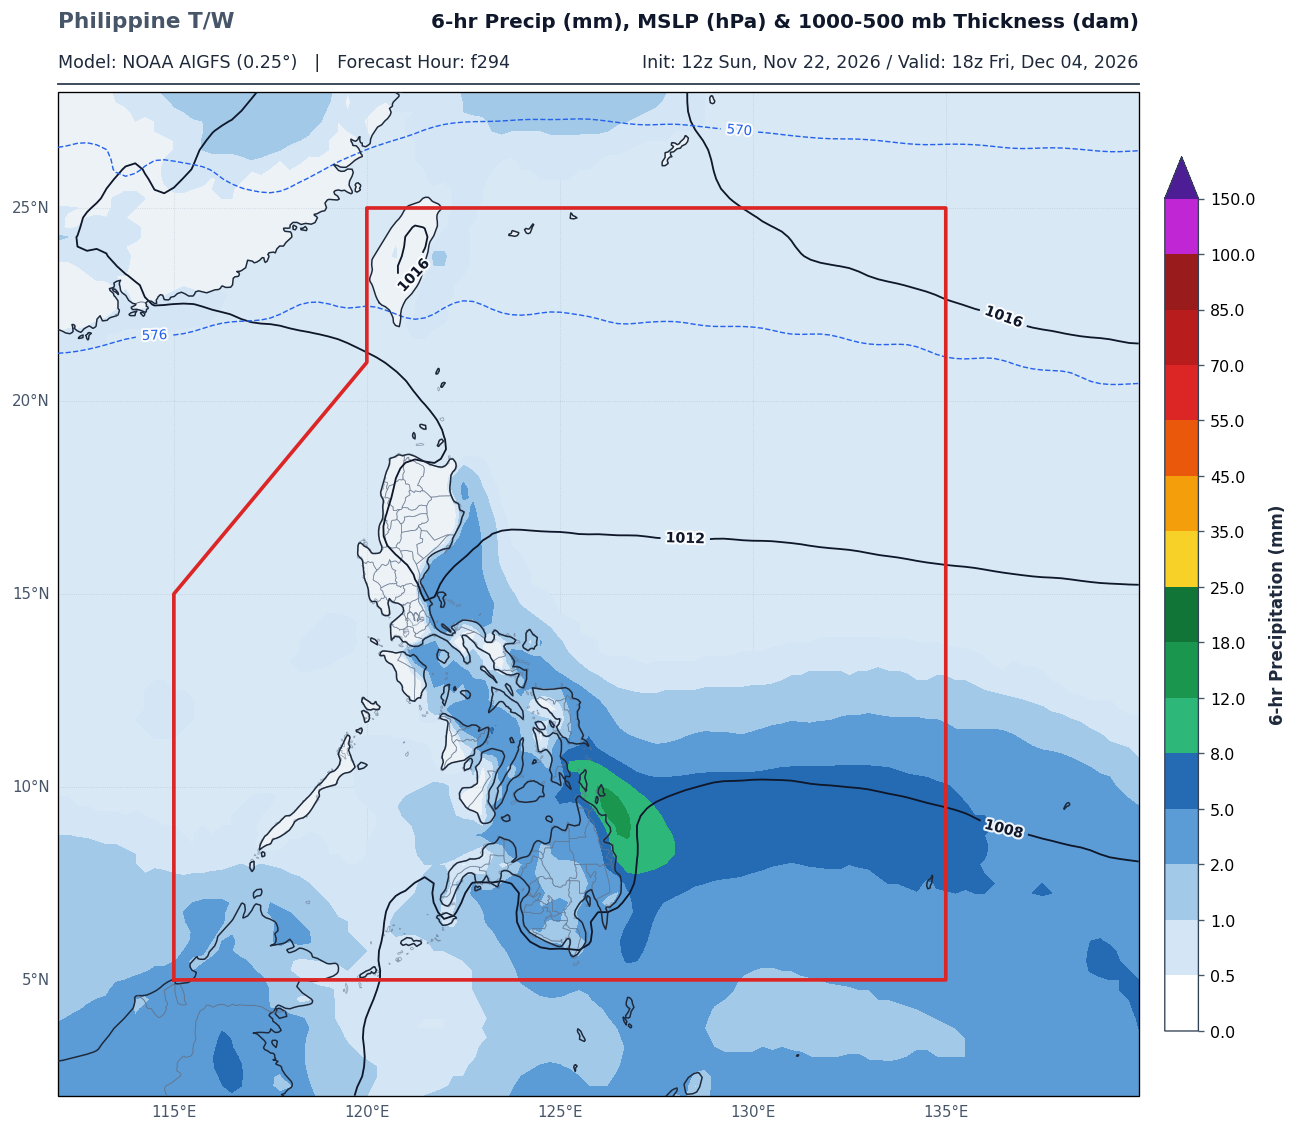 Philippine T/W
6-hr Precip (mm), MSLP (hPa) & 1000-500 mb Thickness (dam)
Model: NOAA AIGFS (0.25°) | Forecast Hour: f294
Init: 12z Sun, Nov 22, 2026 / Valid: 18z Fri, Dec 04, 2026
570
25°N
1016
1016
576
20°N
1012
15°N
10°N
1008
5°N
115°E
120°E
125°E
130°E
135°E
150.0
100.0
85.0
70.0
55.0
45.0
35.0
25.0
18.0
12.0
8.0
5.0
2.0
1.0
0.5
0.0
6-hr Precipitation (mm)